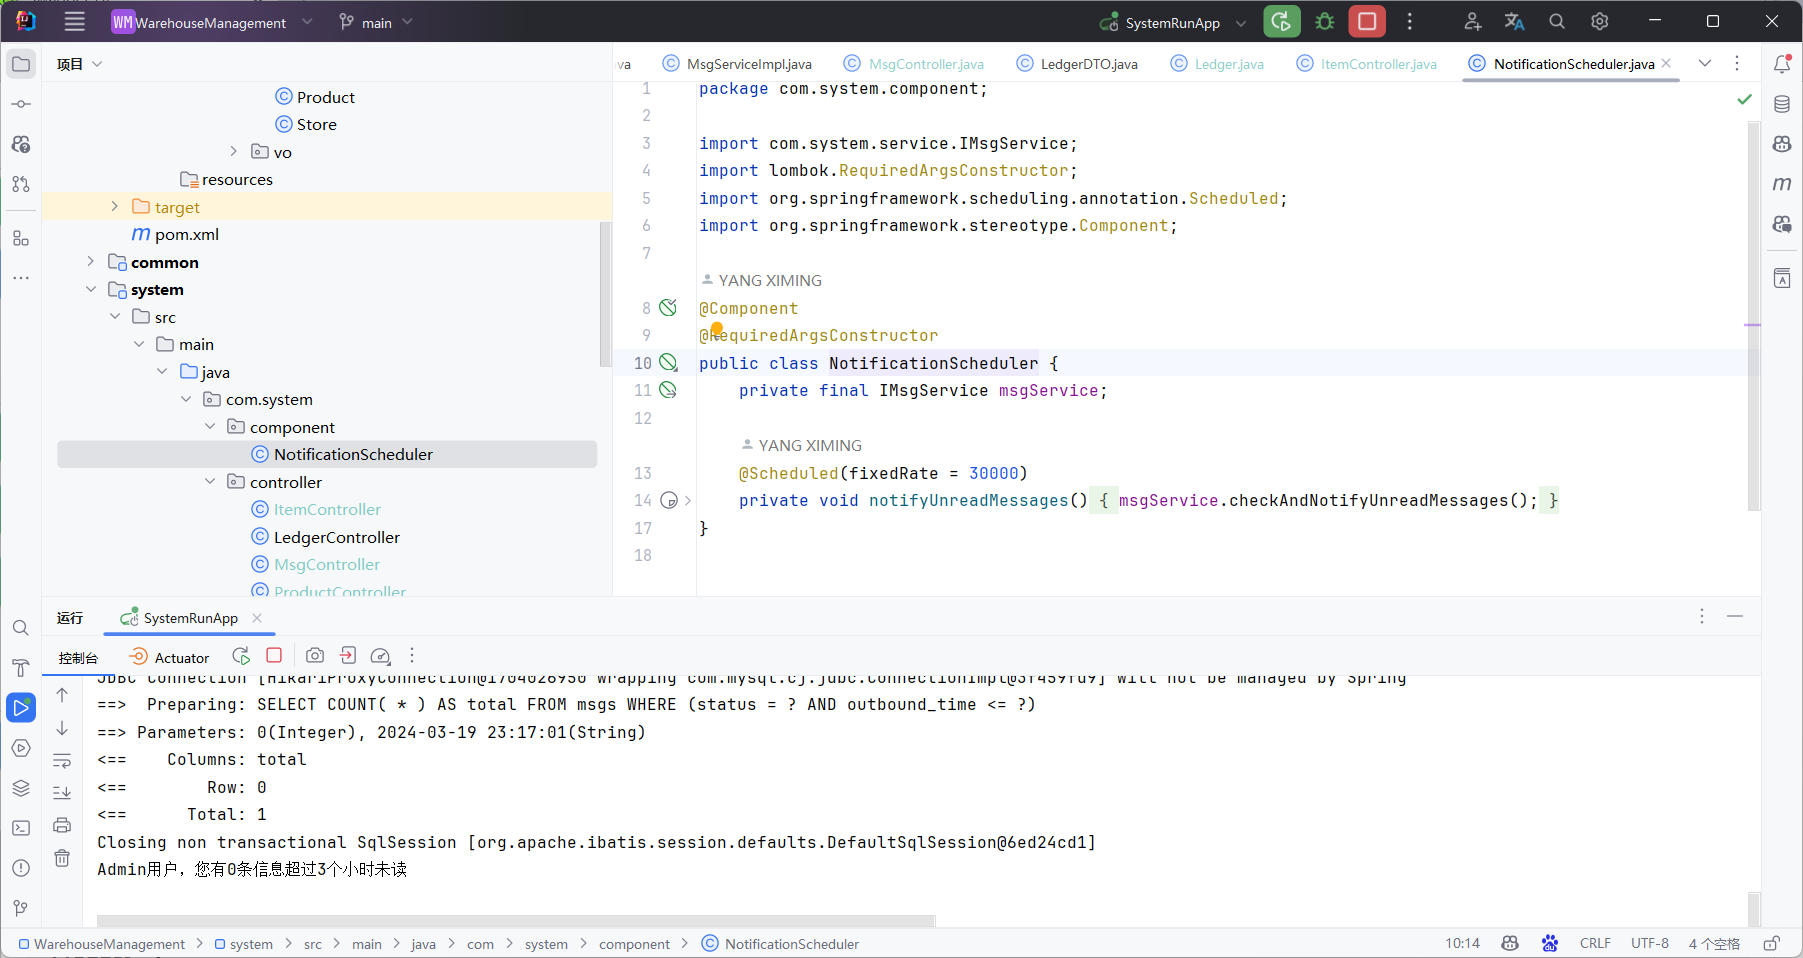 WM WarehouseManagement main SystemRunApp
项目
va MsgServiceImpl.java MsgController.java LedgerDTO.java Ledger.java ItemController.java NotificationScheduler.java
Product
Store
vo
resources
target
pom.xml
common
system
src
main
java
com.system
component
NotificationScheduler
controller
ItemController
LedgerController
MsgController
ProductController
1 package com.system.component;
2
3 import com.system.service.IMsgService;
4 import lombok.RequiredArgsConstructor;
5 import org.springframework.scheduling.annotation.Scheduled;
6 import org.springframework.stereotype.Component;
7
YANG XIMING
8 @Component
9 @RequiredArgsConstructor
10 public class NotificationScheduler {
11 private final IMsgService msgService;
12
YANG XIMING
13 @Scheduled(fixedRate = 30000)
14 private void notifyUnreadMessages() { msgService.checkAndNotifyUnreadMessages(); }
17 }
18
运行 SystemRunApp
控制台 Actuator
JDBC Connection [HikariProxyConnection@1704026950 wrapping com.mysql.cj.jdbc.ConnectionImpl@3f459fd9] will not be managed by Spring
==>  Preparing: SELECT COUNT( * ) AS total FROM msgs WHERE (status = ? AND outbound_time <= ?)
==> Parameters: 0(Integer), 2024-03-19 23:17:01(String)
<==    Columns: total
<==        Row: 0
<==      Total: 1
Closing non transactional SqlSession [org.apache.ibatis.session.defaults.DefaultSqlSession@6ed24cd1]
Admin用户，您有0条信息超过3个小时未读
WarehouseManagement > system > src > main > java > com > system > component > NotificationScheduler 10:14 CRLF UTF-8 4 个空格